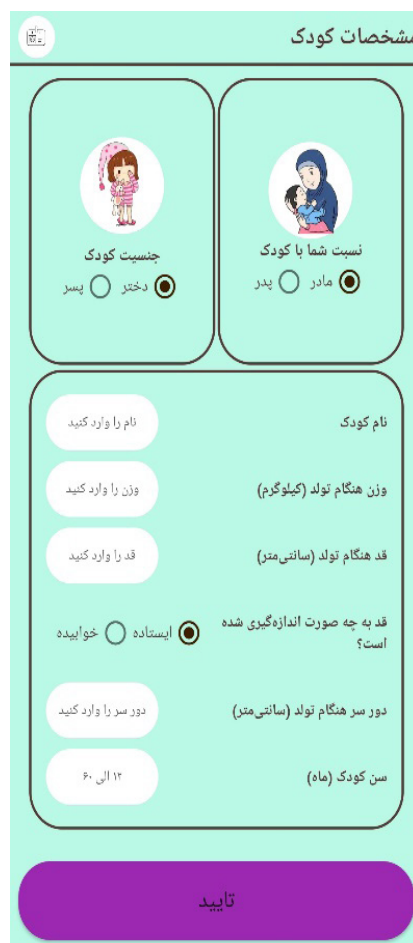 مشخصات کودک
نسبت شما با کودک
مادر پدر
جنسیت کودک
دختر پسر
نام کودک
نام را وارد کنید
وزن هنگام تولد (کیلوگرم)
وزن را وارد کنید
قد هنگام تولد (سانتی‌متر)
قد را وارد کنید
قد به چه صورت اندازه‌گیری شده
است؟
ایستاده خوابیده
دور سر هنگام تولد (سانتی‌متر)
دور سر را وارد کنید
سن کودک (ماه)
۱۲ الی ۶۰
تایید